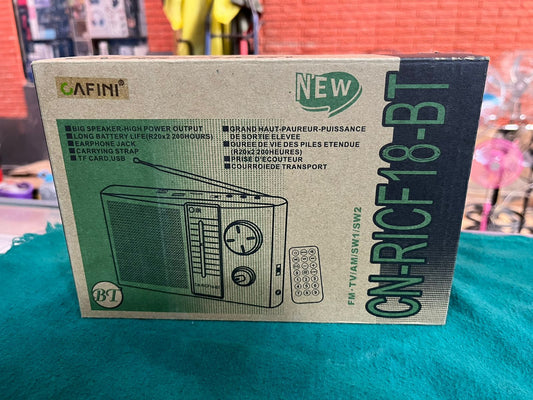 CAFINI®
NEW
BIG SPEAKER-HIGH POWER OUTPUT
LONG BATTERY LIFE(R20x2 200HOURS)
EARPHONE JACK
CARRYING STRAP
TF CARD,USB
GRAND HAUT-PAUREUR-PUISSANCE
DE SORTIE ELEVEE
GUREE DE VIE DES PILES ETENDUE
(R20x2 200HEURES)
PRISE D'ECOUTEUR
COURROIEDE TRANSPORT
BT
FM·TV/AM/SW1/SW2
CN-RICF18-BT